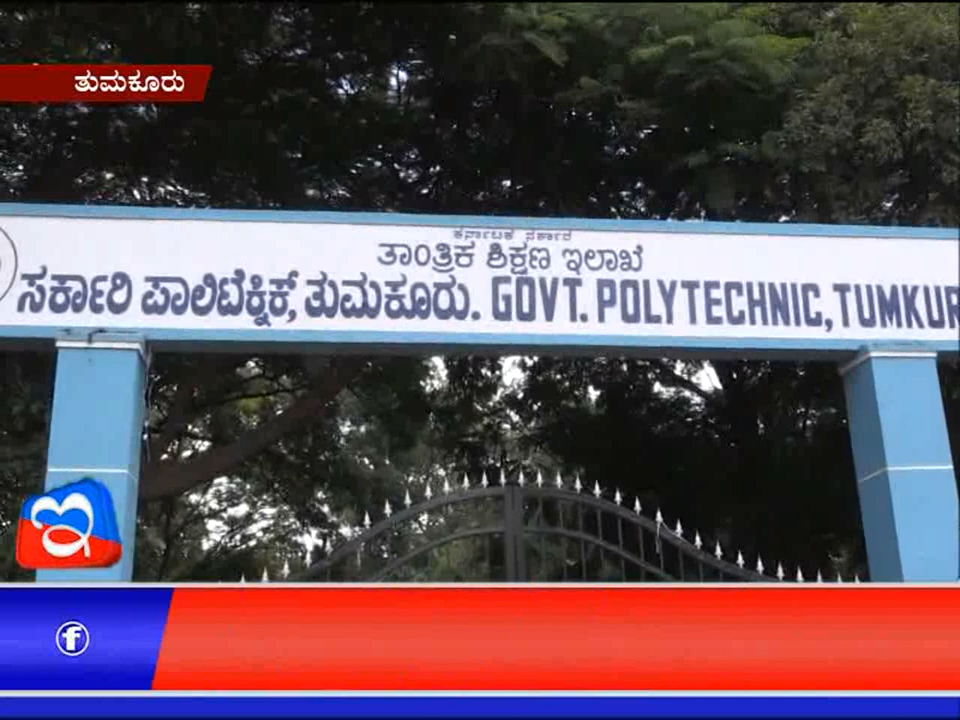 ತುಮಕೂರು
ಕರ್ನಾಟಕ ಸರ್ಕಾರ
ತಾಂತ್ರಿಕ ಶಿಕ್ಷಣ ಇಲಾಖೆ
ಸರ್ಕಾರಿ ಪಾಲಿಟೆಕ್ನಿಕ್, ತುಮಕೂರು. GOVT. POLYTECHNIC, TUMKUR
ಇ
f